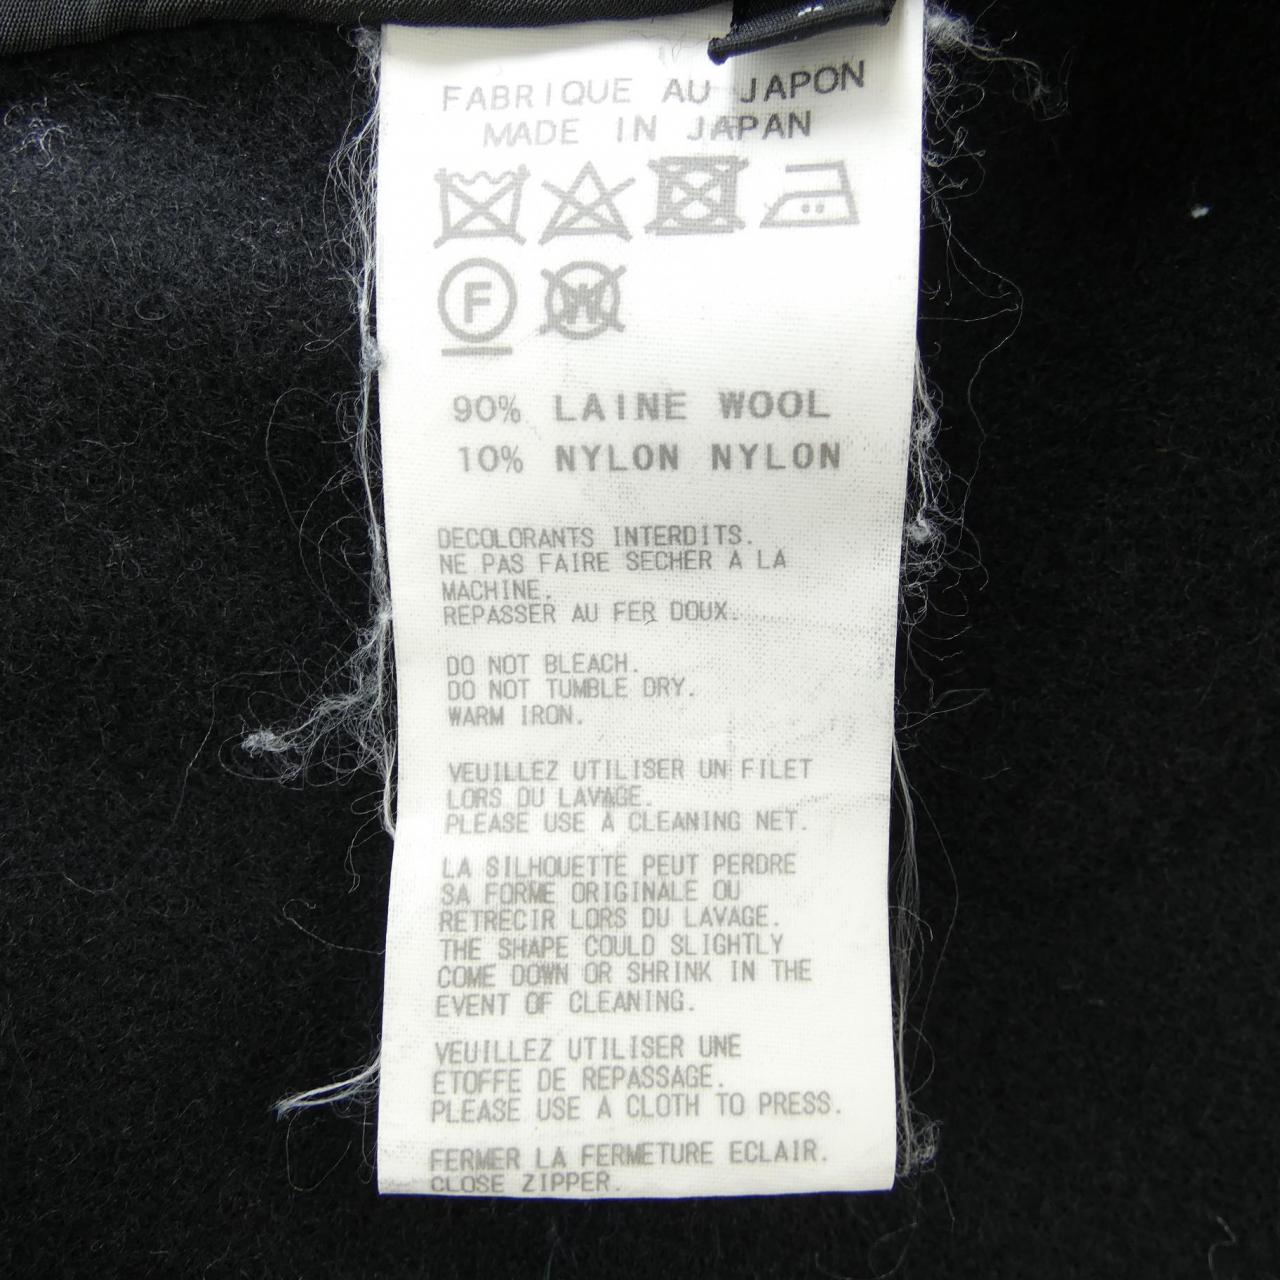 FABRIQUE AU JAPON
MADE IN JAPAN
F W
90% LAINE WOOL
10% NYLON NYLON
DECOLORANTS INTERDITS.
NE PAS FAIRE SECHER A LA
MACHINE.
REPASSER AU FER DOUX.
DO NOT BLEACH.
DO NOT TUMBLE DRY.
WARM IRON.
VEUILLEZ UTILISER UN FILET
LORS DU LAVAGE.
PLEASE USE A CLEANING NET.
LA SILHOUETTE PEUT PERDRE
SA FORME ORIGINALE OU
RETRECIR LORS DU LAVAGE.
THE SHAPE COULD SLIGHTLY
COME DOWN OR SHRINK IN THE
EVENT OF CLEANING.
VEUILLEZ UTILISER UNE
ETOFFE DE REPASSAGE.
PLEASE USE A CLOTH TO PRESS.
FERMER LA FERMETURE ECLAIR.
CLOSE ZIPPER.